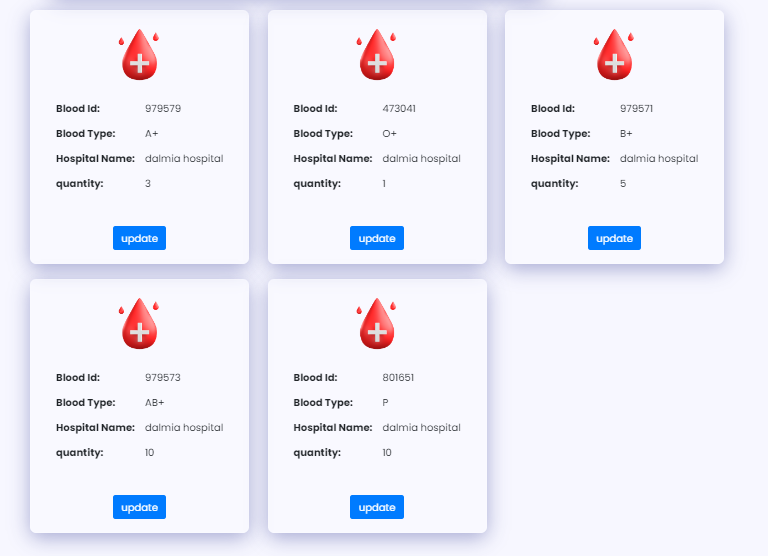 Blood Id: 979579
Blood Type: A+
Hospital Name: dalmia hospital
quantity: 3
update
Blood Id: 473041
Blood Type: O+
Hospital Name: dalmia hospital
quantity: 1
update
Blood Id: 979571
Blood Type: B+
Hospital Name: dalmia hospital
quantity: 5
update
Blood Id: 979573
Blood Type: AB+
Hospital Name: dalmia hospital
quantity: 10
update
Blood Id: 801651
Blood Type: P
Hospital Name: dalmia hospital
quantity: 10
update